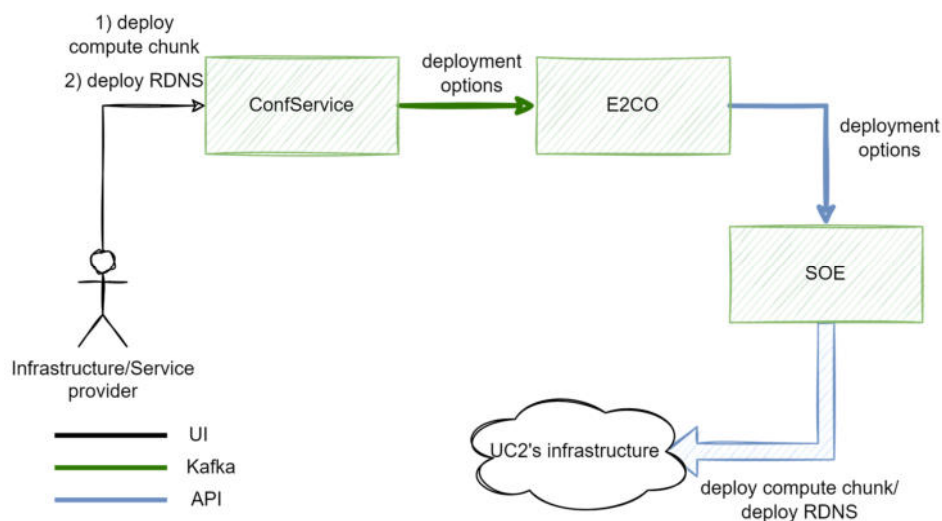 1) deploy
compute chunk
2) deploy RDNS
ConfService
deployment
options
E2CO
deployment
options
SOE
Infrastructure/Service
provider
UI
Kafka
API
UC2's infrastructure
deploy compute chunk/
deploy RDNS